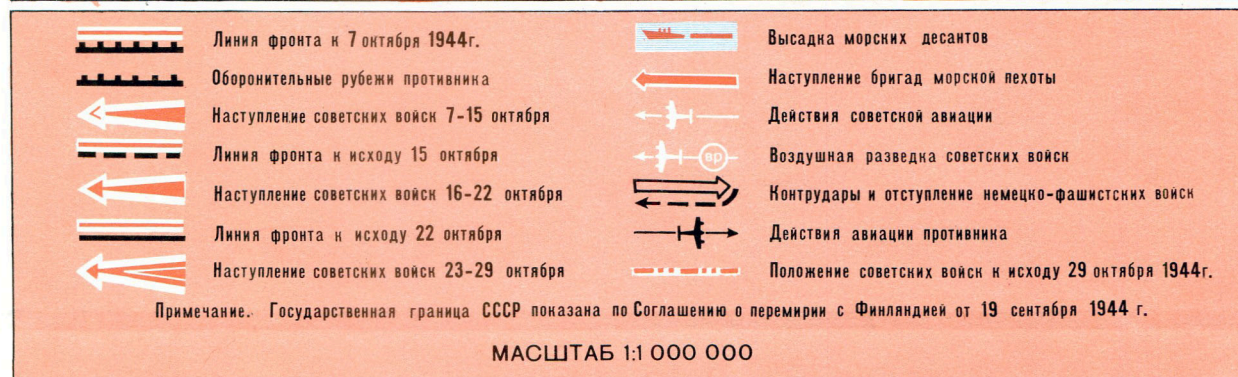 Линия фронта к 7 октября 1944г.
Оборонительные рубежи противника
Наступление советских войск 7-15 октября
Линия фронта к исходу 15 октября
Наступление советских войск 16-22 октября
Линия фронта к исходу 22 октября
Наступление советских войск 23-29 октября
Высадка морских десантов
Наступление бригад морской пехоты
Действия советской авиации
вр Воздушная разведка советских войск
Контрудары и отступление немецко-фашистских войск
Действия авиации противника
Положение советских войск к исходу 29 октября 1944г.
Примечание. Государственная граница СССР показана по Соглашению о перемирии с Финляндией от 19 сентября 1944 г.
МАСШТАБ 1:1 000 000